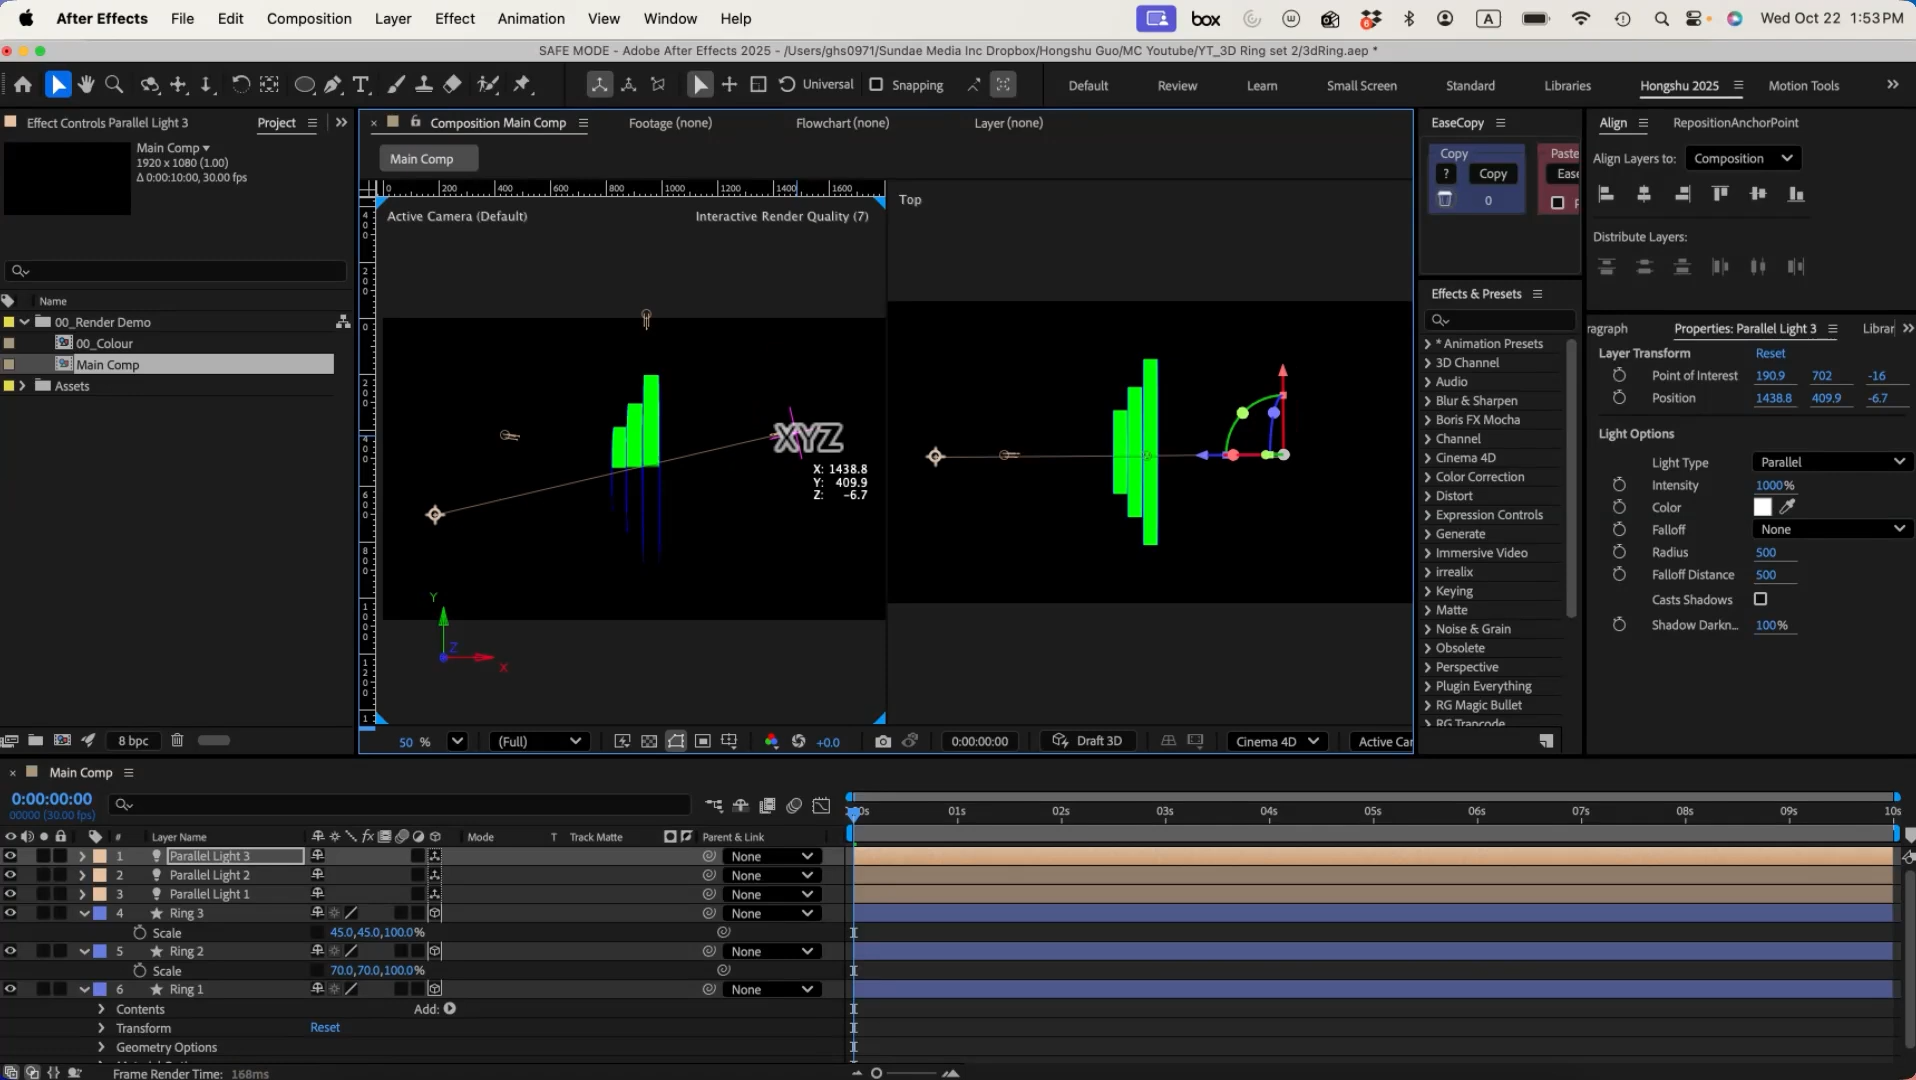 After Effects File Edit Composition Layer Effect Animation View Window Help box A Wed Oct 22 1:53PM
SAFE MODE - Adobe After Effects 2025 - /Users/ghs0971/Sundae Media Inc Dropbox/Hongshu Guo/MC Youtube/YT_3D Ring set 2/3dRing.aep *
Universal Snapping Default Review Learn Small Screen Standard Libraries Hongshu 2025 Motion Tools
Effect Controls Parallel Light 3 Project
Main Comp
1920 x 1080 (1.00)
Δ 0:00:10:00, 30.00 fps
Name
00_Render Demo
00_Colour
Main Comp
Assets
8 bpc
Composition Main Comp Footage (none) Flowchart (none) Layer (none)
Main Comp
0 200 400 600 800 1000 1200 1400 1600
Active Camera (Default) Interactive Render Quality (7)
Top
XYZ
X: 1438.8
Y: 409.9
Z: -6.7
Y
Z
X
50 % (Full) +0.0 0:00:00:00 Draft 3D Cinema 4D Active Car
EaseCopy
Copy Paste
? Copy Ease
0
Effects & Presets
* Animation Presets
3D Channel
Audio
Blur & Sharpen
Boris FX Mocha
Channel
Cinema 4D
Color Correction
Distort
Expression Controls
Generate
Immersive Video
irrealix
Keying
Matte
Noise & Grain
Obsolete
Perspective
Plugin Everything
RG Magic Bullet
RG Trapcode
Align RepositionAnchorPoint
Align Layers to: Composition
Distribute Layers:
ragraph Properties: Parallel Light 3 Librar
Layer Transform Reset
Point of Interest 190.9 702 -16
Position 1438.8 409.9 -6.7
Light Options
Light Type Parallel
Intensity 1000%
Color
Falloff None
Radius 500
Falloff Distance 500
Casts Shadows
Shadow Darkn... 100%
Main Comp
0:00:00:00
00000 (30.00 fps)
# Layer Name fx Mode T Track Matte Parent & Link
00s 01s 02s 03s 04s 05s 06s 07s 08s 09s 10s
1 Parallel Light 3 None
2 Parallel Light 2 None
3 Parallel Light 1 None
4 Ring 3 None
Scale 45.0,45.0,100.0%
5 Ring 2 None
Scale 70.0,70.0,100.0%
6 Ring 1 None
Contents Add:
Transform Reset
Geometry Options
Frame Render Time: 168ms